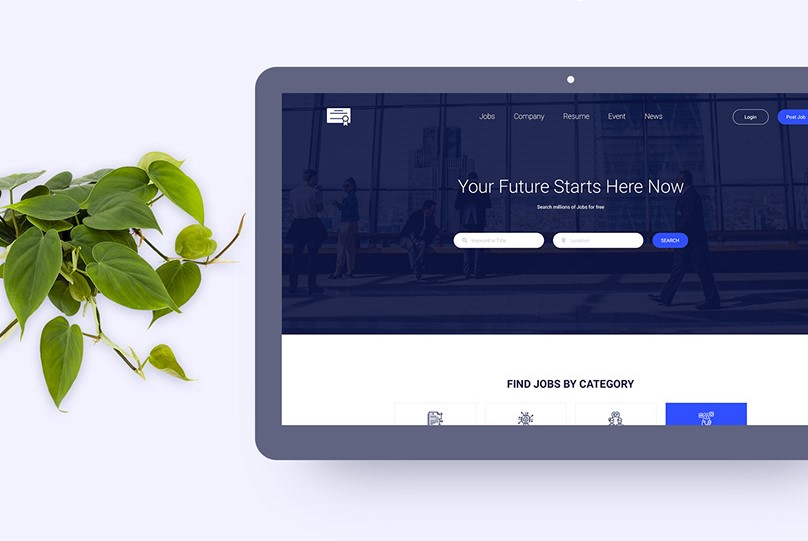 Jobs Company Resume Event News Login Post Job
Your Future Starts Here Now
Search millions of Jobs for free
Keyword or Title Location SEARCH
FIND JOBS BY CATEGORY